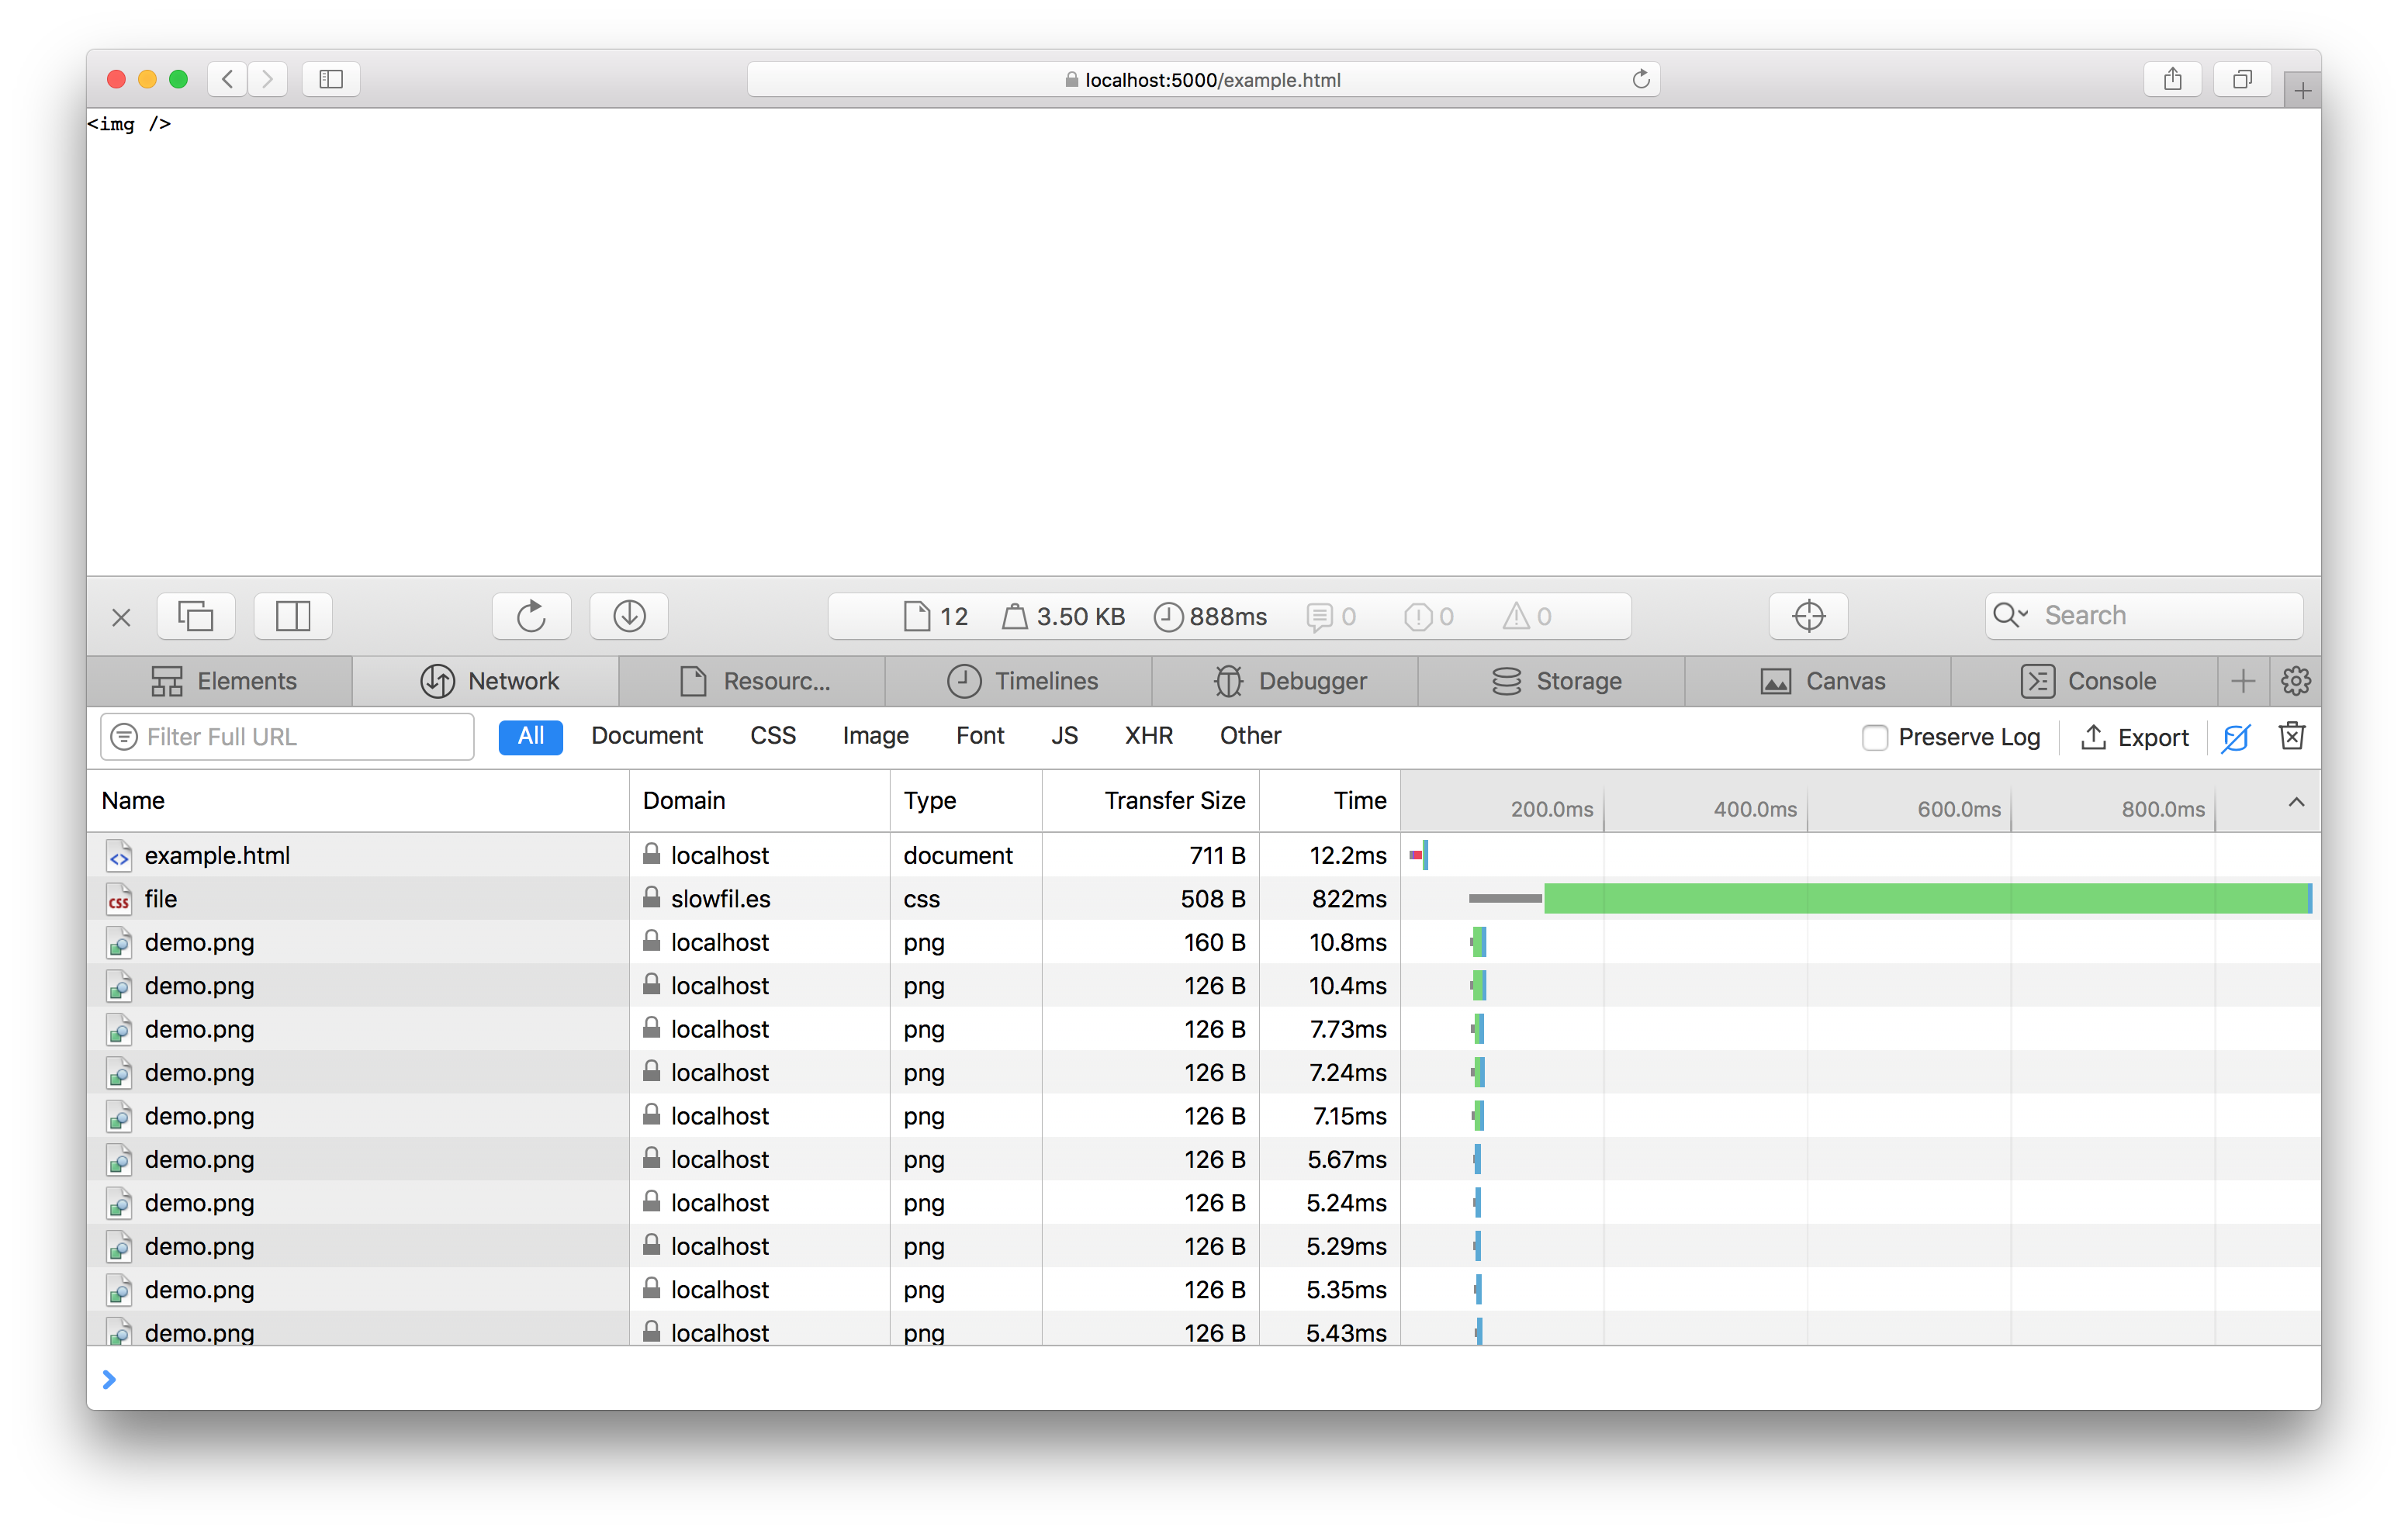 localhost:5000/example.html
<img />
12 3.50 KB 888ms 0 0 0 Search
Elements Network Resourc... Timelines Debugger Storage Canvas Console
Filter Full URL All Document CSS Image Font JS XHR Other Preserve Log Export
Name Domain Type Transfer Size Time 200.0ms 400.0ms 600.0ms 800.0ms
example.html localhost document 711 B 12.2ms
css file slowfil.es css 508 B 822ms
demo.png localhost png 160 B 10.8ms
demo.png localhost png 126 B 10.4ms
demo.png localhost png 126 B 7.73ms
demo.png localhost png 126 B 7.24ms
demo.png localhost png 126 B 7.15ms
demo.png localhost png 126 B 5.67ms
demo.png localhost png 126 B 5.24ms
demo.png localhost png 126 B 5.29ms
demo.png localhost png 126 B 5.35ms
demo.png localhost png 126 B 5.43ms